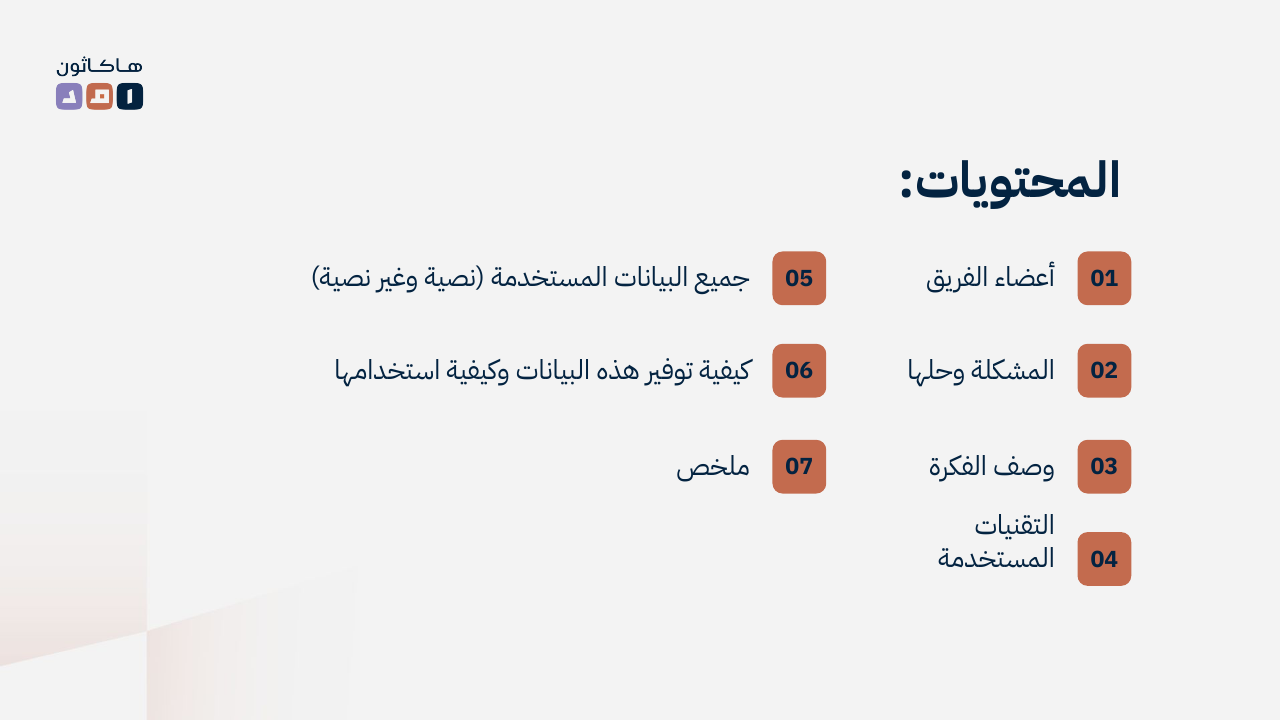 هاكاثون
امد
المحتويات:
01 أعضاء الفريق
02 المشكلة وحلها
03 وصف الفكرة
04 التقنيات
المستخدمة
05 جميع البيانات المستخدمة (نصية وغير نصية)
06 كيفية توفير هذه البيانات وكيفية استخدامها
07 ملخص